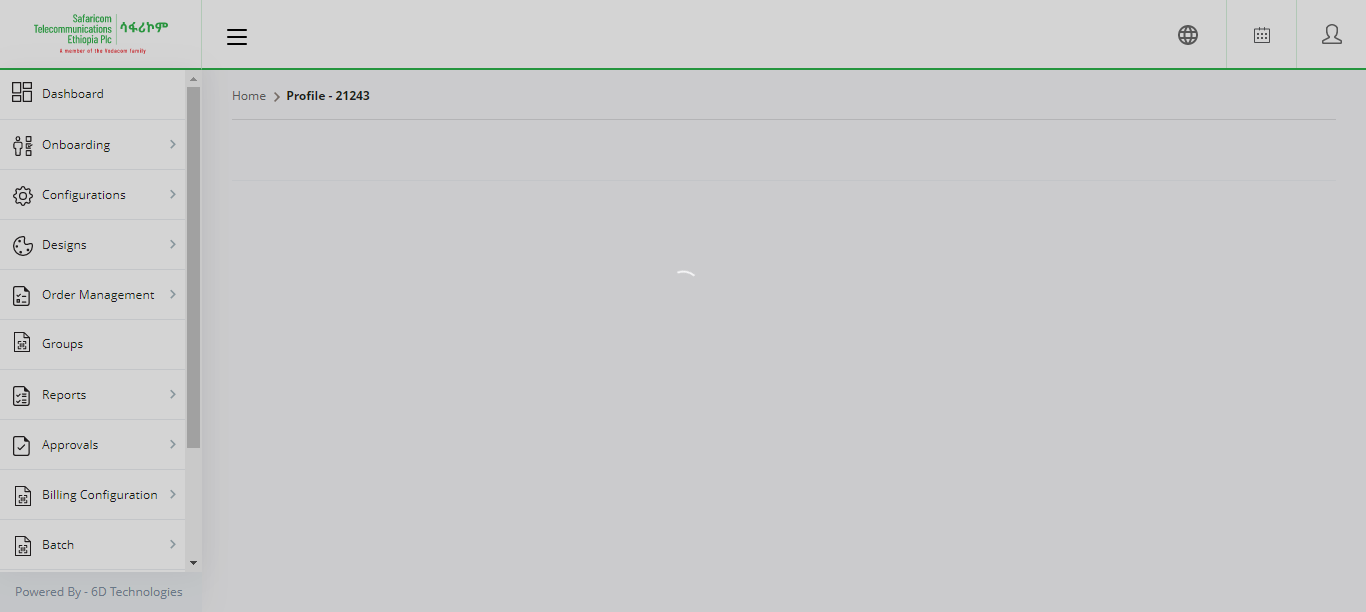 Safaricom
Telecommunications
Ethiopia Plc
ሳፋሪኮም
A member of the Vodacom family
Home
Profile - 21243
Dashboard
Onboarding
Configurations
Designs
Order Management
Groups
Reports
Approvals
Billing Configuration
Batch
Powered By - 6D Technologies